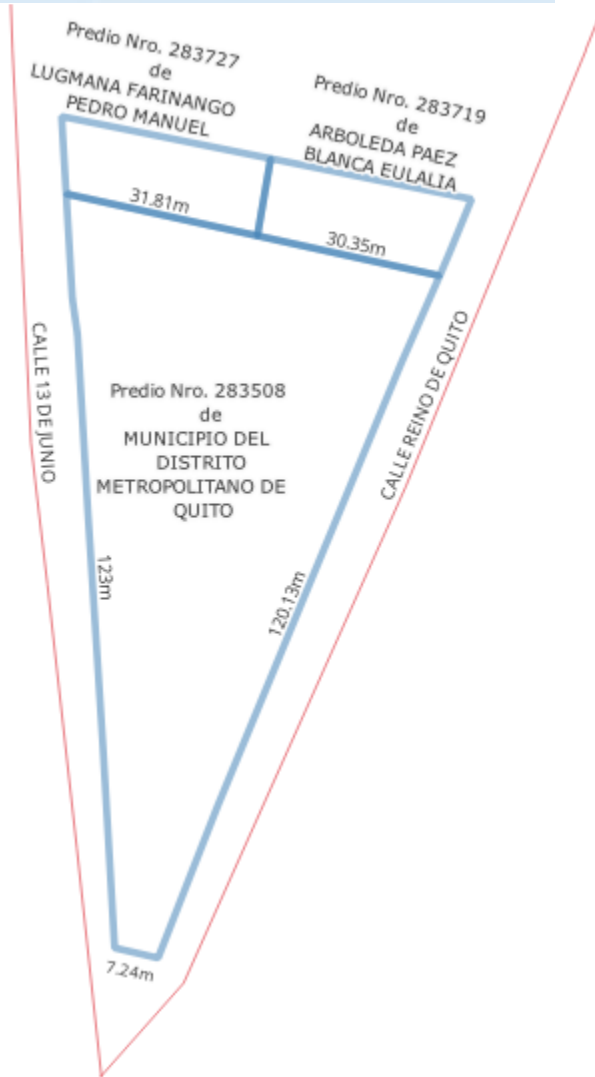 Predio Nro. 283727
de
LUGMANA FARINANGO
PEDRO MANUEL
Predio Nro. 283719
de
ARBOLEDA PAEZ
BLANCA EULALIA
31.81m
30.35m
CALLE 13 DE JUNIO
Predio Nro. 283508
de
MUNICIPIO DEL
DISTRITO
METROPOLITANO DE
QUITO
CALLE REINO DE QUITO
123m
120.13m
7.24m